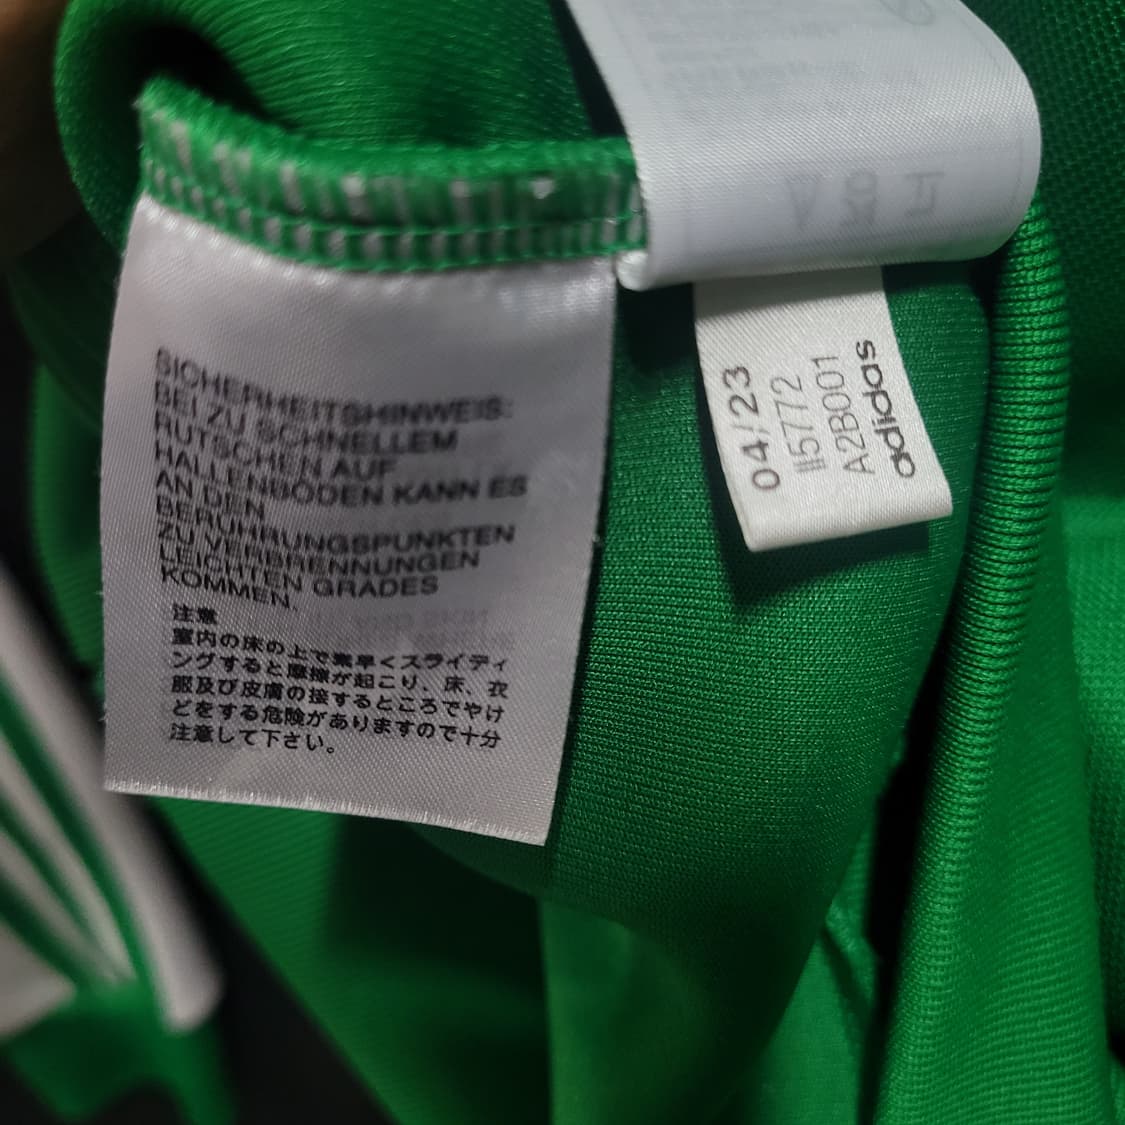 SICHERHEITSHINWEIS:
BEI ZU SCHNELLEM
RUTSCHEN AUF
HALLENBÖDEN KANN ES
AN DEN
BERÜHRUNGSPUNKTEN
ZU VERBRENNUNGEN
LEICHTEN GRADES
KOMMEN.
注意
室内の床の上で素早くスライディ
ングすると摩擦が起こり、床、衣
服及び皮膚の接するところでやけ
どをする危険がありますので十分
注意して下さい。
04/23
II5772
A2B001
adidas